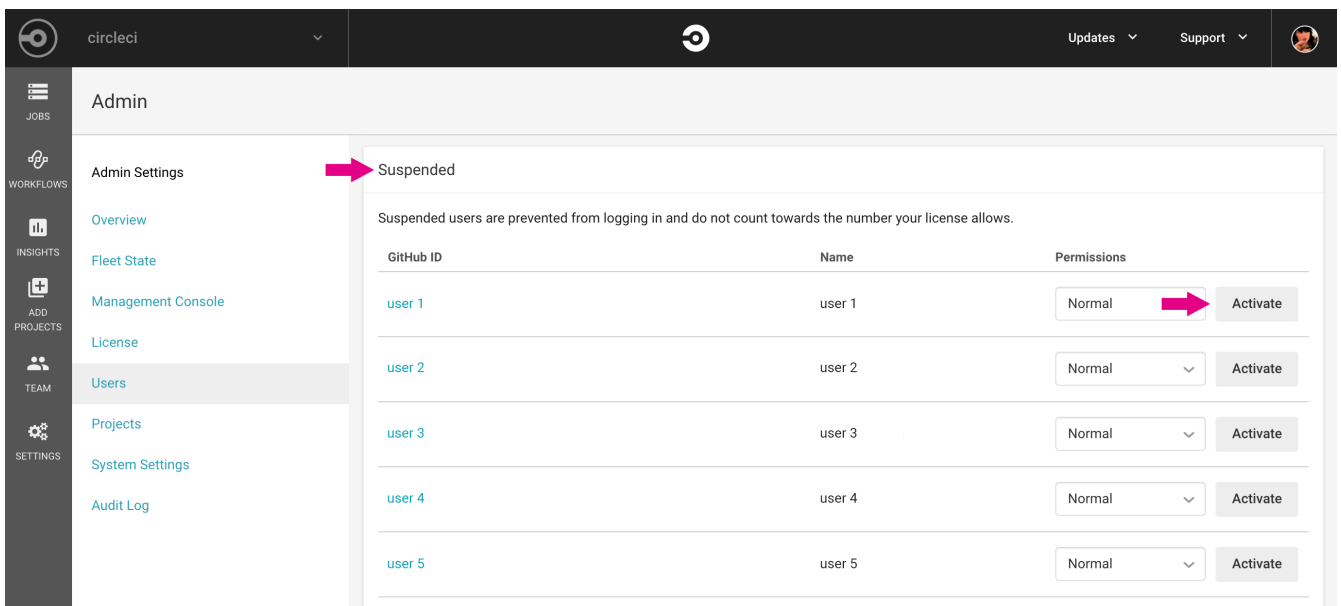 circleci
Updates
Support
JOBS
WORKFLOWS
INSIGHTS
ADD
PROJECTS
TEAM
SETTINGS
Admin
Admin Settings
Overview
Fleet State
Management Console
License
Users
Projects
System Settings
Audit Log
Suspended
Suspended users are prevented from logging in and do not count towards the number your license allows.
GitHub ID Name Permissions
user 1 user 1 Normal Activate
user 2 user 2 Normal Activate
user 3 user 3 Normal Activate
user 4 user 4 Normal Activate
user 5 user 5 Normal Activate